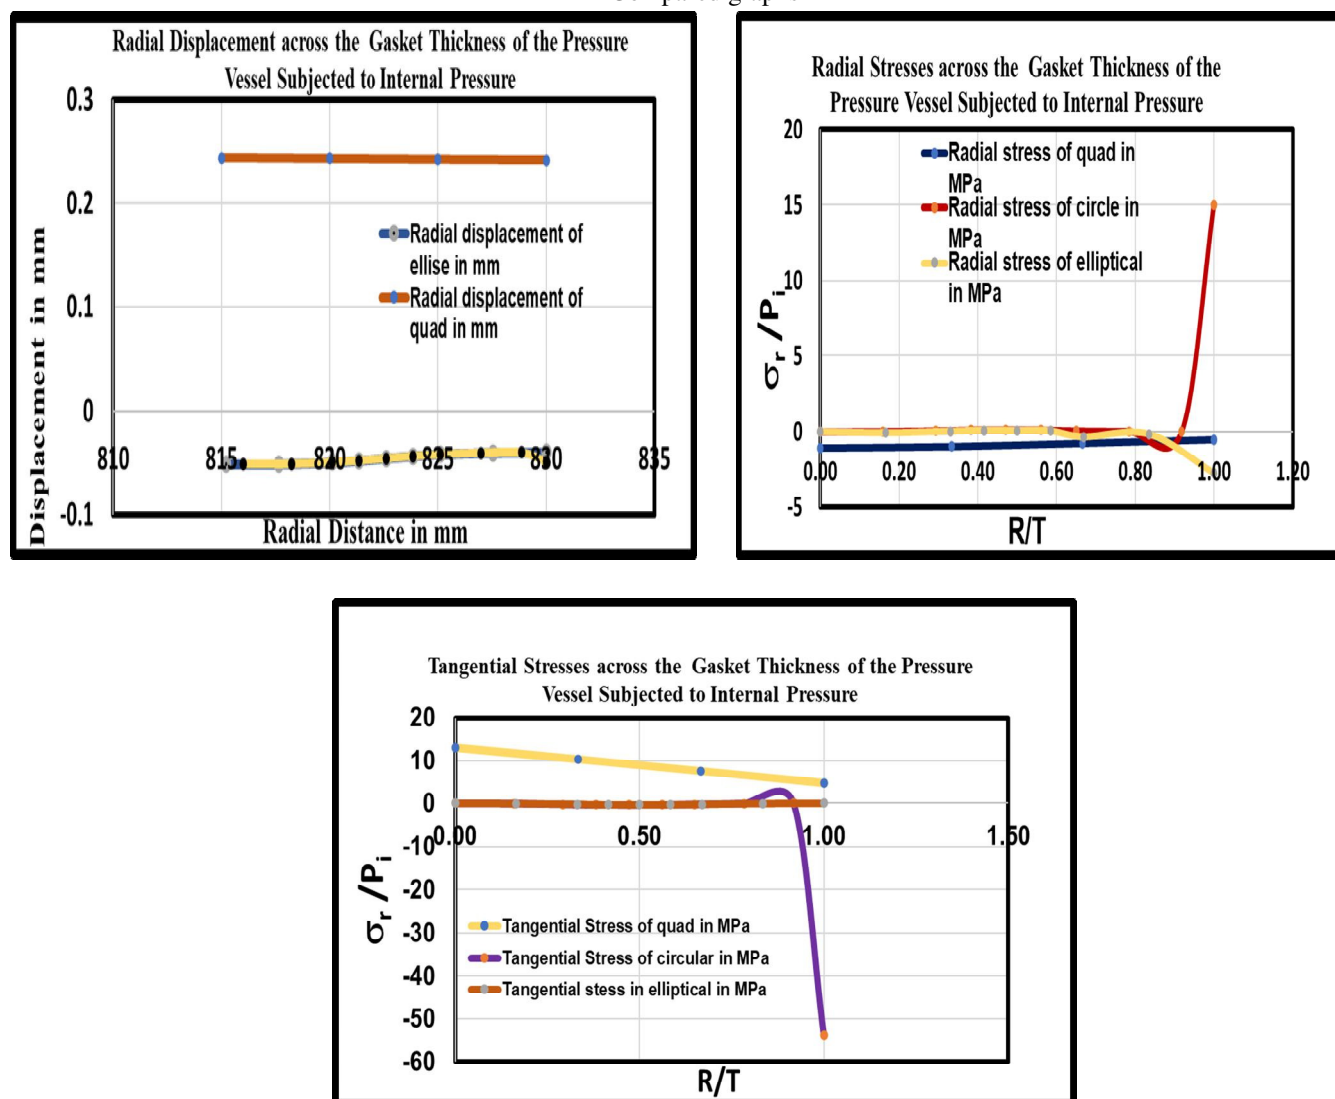 Radial Displacement across the Gasket Thickness of the Pressure
Vessel Subjected to Internal Pressure
0.3
0.2
0.1
0
-0.1
Displacement in mm
Radial displacement of
ellise in mm
Radial displacement of
quad in mm
810 815 820 825 830 835
Radial Distance in mm
Radial Stresses across the Gasket Thickness of the
Pressure Vessel Subjected to Internal Pressure
20
15
10
5
0
-5
σr /Pi
Radial stress of quad in
MPa
Radial stress of circle in
MPa
Radial stress of elliptical
in MPa
0.00 0.20 0.40 0.60 0.80 1.00 1.20
R/T
Tangential Stresses across the Gasket Thickness of the Pressure
Vessel Subjected to Internal Pressure
20
10
0
-10
-20
-30
-40
-50
-60
σr /Pi
0.00 0.50 1.00 1.50
Tangential Stress of quad in MPa
Tangential Stress of circular in MPa
Tangential stess in elliptical in MPa
R/T